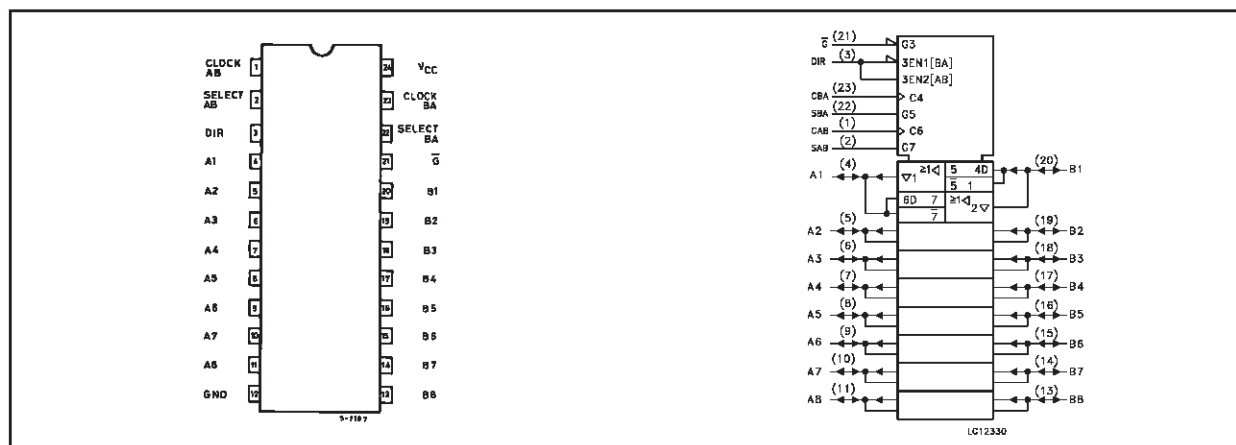 CLOCK AB 1
24 VCC
SELECT AB 2
23 CLOCK BA
DIR 3
22 SELECT BA
A1 4
21 G̅
A2 5
20 B1
A3 6
19 B2
A4 7
18 B3
A5 8
17 B4
A6 9
16 B5
A7 10
15 B6
A8 11
14 B7
GND 12
13 B8
G̅ (21) G3
DIR (3) 3EN1[BA]
3EN2[AB]
CBA (23) C4
SBA (22) G5
CAB (1) C6
SAB (2) G7
A1 (4) ▽1 ≥1◁ 5 4D (20) B1
5̅ 1
6D 7 ≥1◁
7̅ 2▽
A2 (5) (19) B2
A3 (6) (18) B3
A4 (7) (17) B4
A5 (8) (16) B5
A6 (9) (15) B6
A7 (10) (14) B7
A8 (11) (13) B8
LC12330